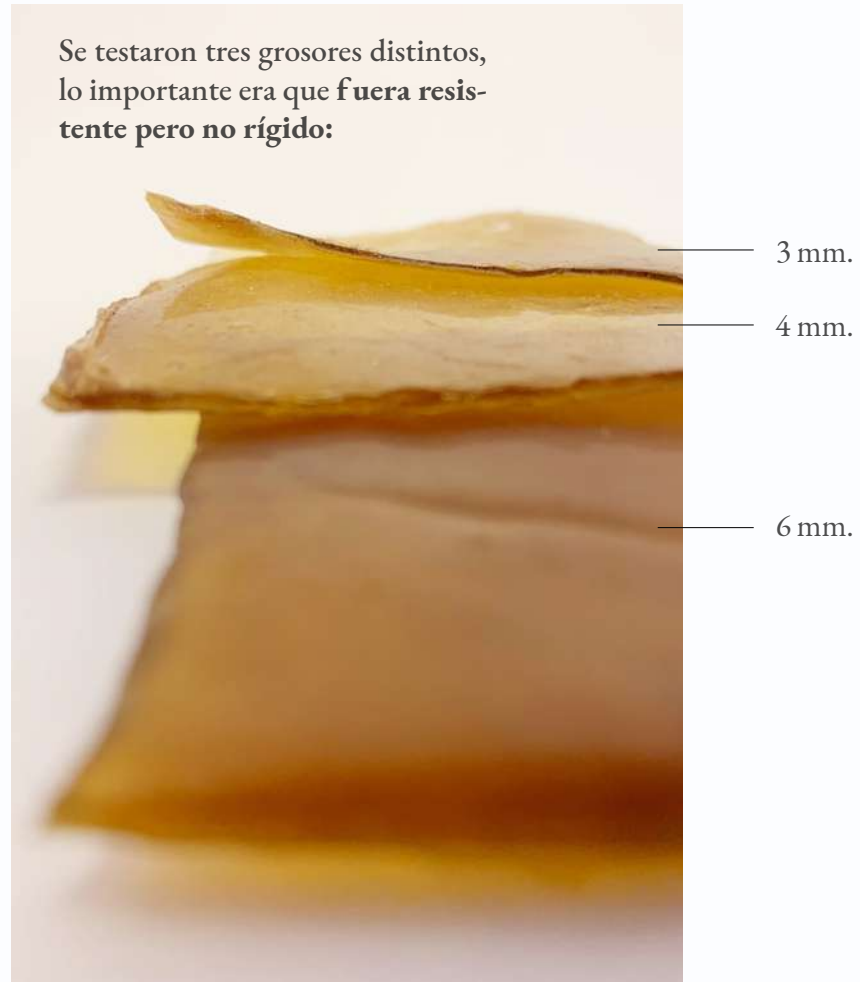 Se testaron tres grosores distintos,
lo importante era que fuera resis-
tente pero no rígido:
3 mm.
4 mm.
6 mm.